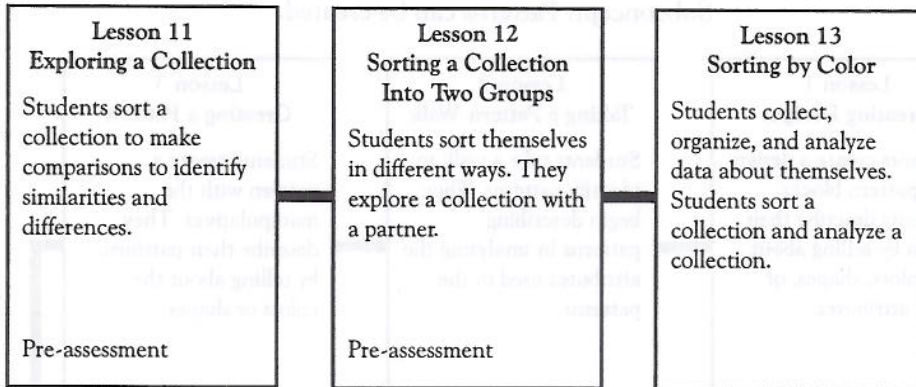 Lesson 11
Exploring a Collection
Students sort a
collection to make
comparisons to identify
similarities and
differences.
Pre-assessment
Lesson 12
Sorting a Collection
Into Two Groups
Students sort themselves
in different ways. They
explore a collection with
a partner.
Pre-assessment
Lesson 13
Sorting by Color
Students collect,
organize, and analyze
data about themselves.
Students sort a
collection and analyze a
collection.